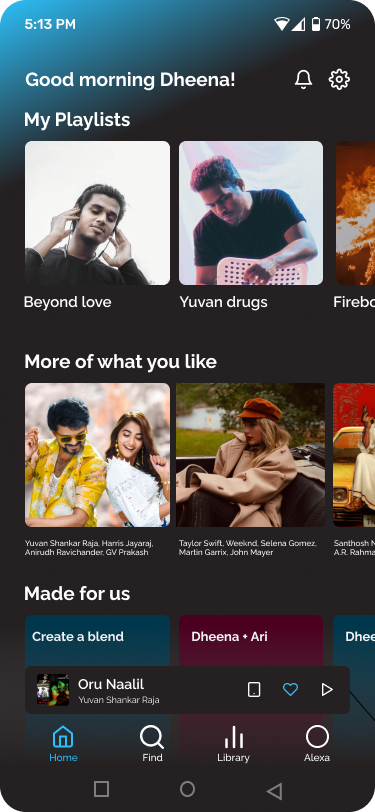 5:13 PM
70%
Good morning Dheena!
My Playlists
Beyond love
Yuvan drugs
Firebo
More of what you like
Yuvan Shankar Raja, Harris Jayaraj,
Anirudh Ravichander, GV Prakash
Taylor Swift, Weeknd, Selena Gomez,
Martin Garrix, John Mayer
Santhosh N
A.R. Rahma
Made for us
Create a blend
Dheena + Ari
Dhee
Oru Naalil
Yuvan Shankar Raja
Home
Find
Library
Alexa